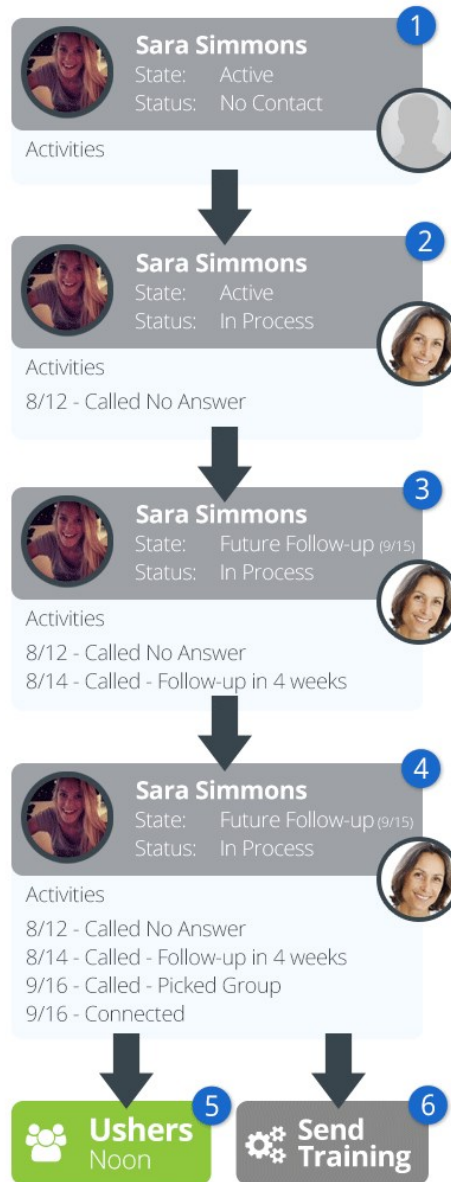 1
Sara Simmons
State: Active
Status: No Contact
Activities
2
Sara Simmons
State: Active
Status: In Process
Activities
8/12 - Called No Answer
3
Sara Simmons
State: Future Follow-up (9/15)
Status: In Process
Activities
8/12 - Called No Answer
8/14 - Called - Follow-up in 4 weeks
4
Sara Simmons
State: Future Follow-up (9/15)
Status: In Process
Activities
8/12 - Called No Answer
8/14 - Called - Follow-up in 4 weeks
9/16 - Called - Picked Group
9/16 - Connected
5
Ushers
Noon
6
Send
Training